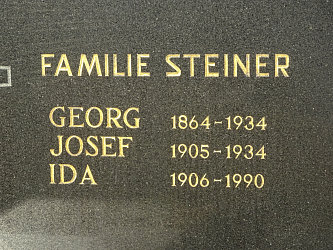 FAMILIE STEINER
GEORG 1864-1934
JOSEF 1905-1934
IDA 1906-1990